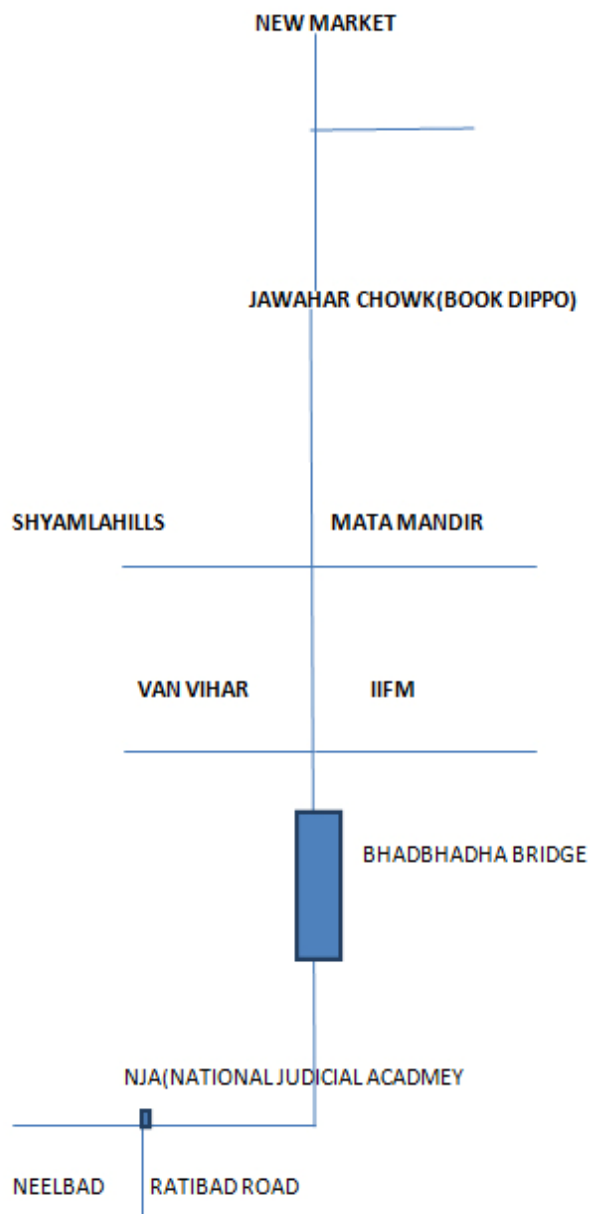 NEW MARKET
JAWAHAR CHOWK(BOOK DIPPO)
SHYAMLAHILLS MATA MANDIR
VAN VIHAR IIFM
BHADBHADHA BRIDGE
NJA(NATIONAL JUDICIAL ACADMEY
NEELBAD RATIBAD ROAD